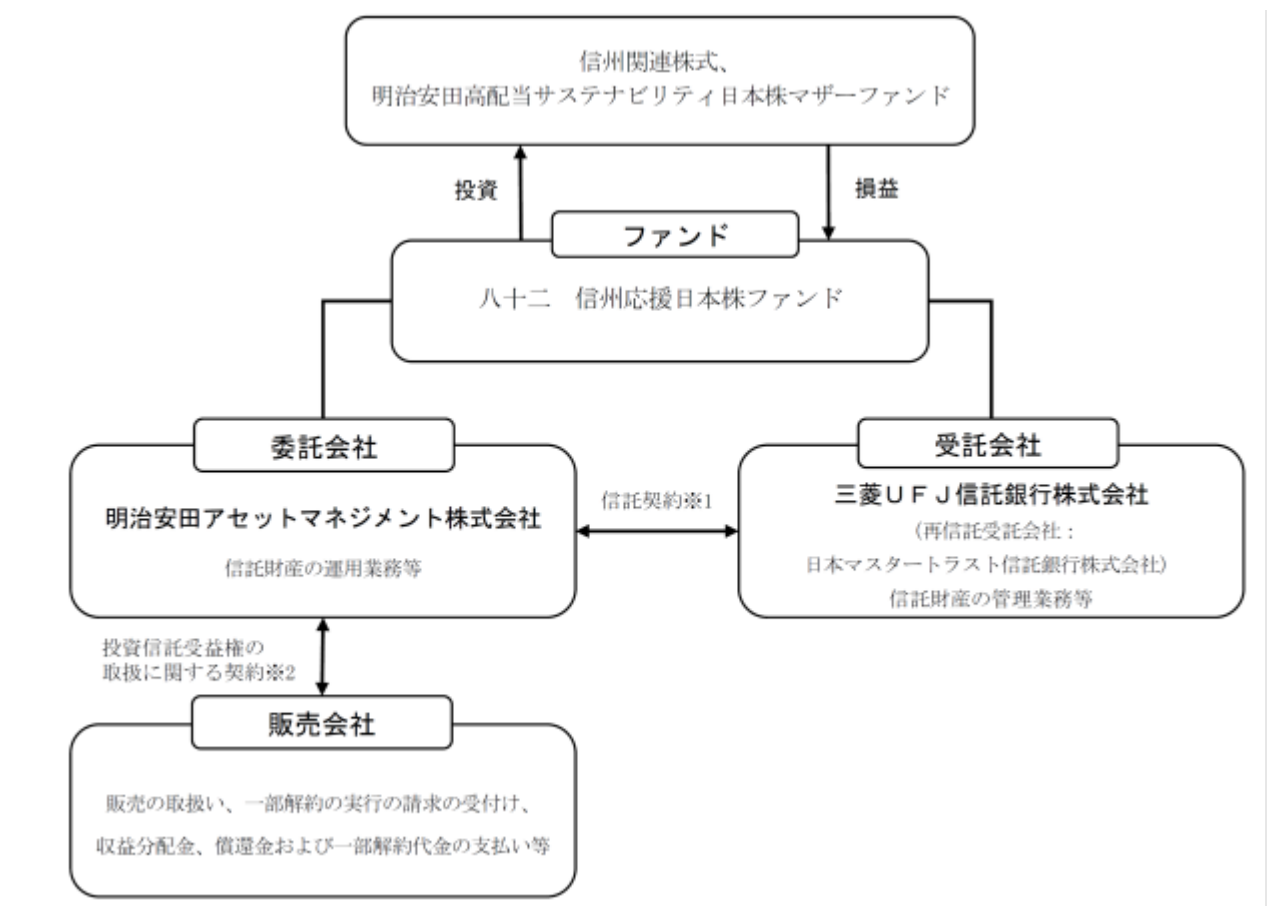 信州関連株式、
明治安田高配当サステナビリティ日本株マザーファンド
投資
損益
ファンド
八十二　信州応援日本株ファンド
委託会社
明治安田アセットマネジメント株式会社
信託財産の運用業務等
信託契約※1
受託会社
三菱ＵＦＪ信託銀行株式会社
（再信託受託会社：
日本マスタートラスト信託銀行株式会社）
信託財産の管理業務等
投資信託受益権の
取扱に関する契約※2
販売会社
販売の取扱い、一部解約の実行の請求の受付け、
収益分配金、償還金および一部解約代金の支払い等